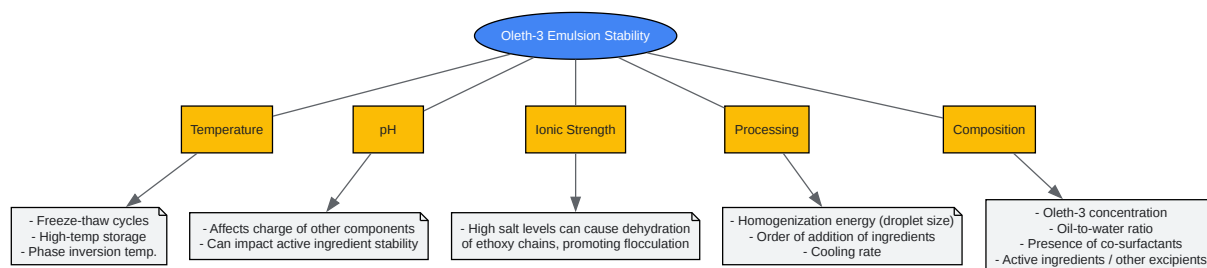 Oleth-3 Emulsion Stability
Temperature
pH
Ionic Strength
Processing
Composition
- Freeze-thaw cycles
- High-temp storage
- Phase inversion temp.
- Affects charge of other components
- Can impact active ingredient stability
- High salt levels can cause dehydration
of ethoxy chains, promoting flocculation
- Homogenization energy (droplet size)
- Order of addition of ingredients
- Cooling rate
- Oleth-3 concentration
- Oil-to-water ratio
- Presence of co-surfactants
- Active ingredients / other excipients